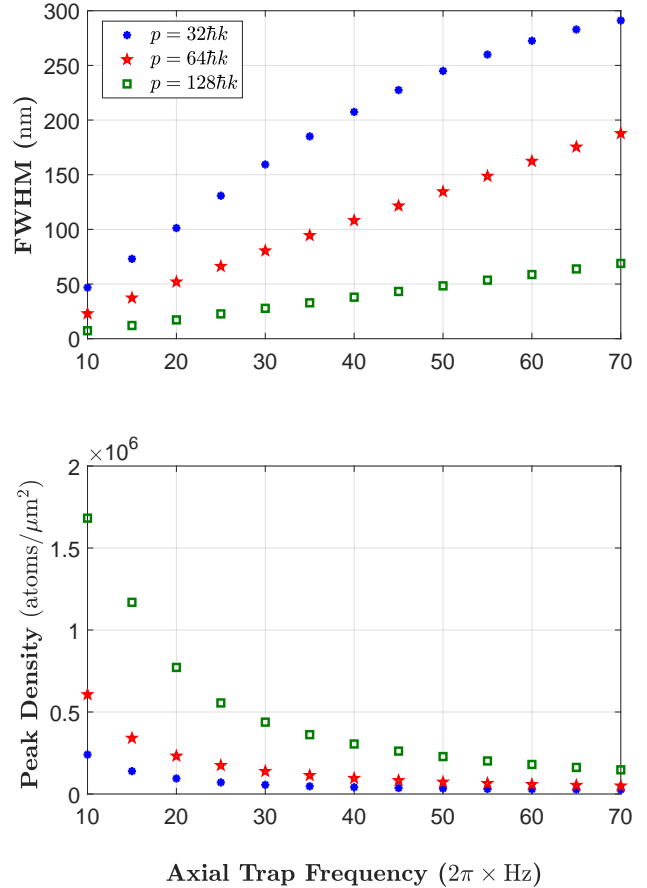 300
250
200
150
100
50
0
FWHM (nm)
p = 32ℏk
p = 64ℏk
p = 128ℏk
10 20 30 40 50 60 70
×10⁶
2
1.5
1
0.5
0
Peak Density (atoms/μm²)
10 20 30 40 50 60 70
Axial Trap Frequency (2π × Hz)